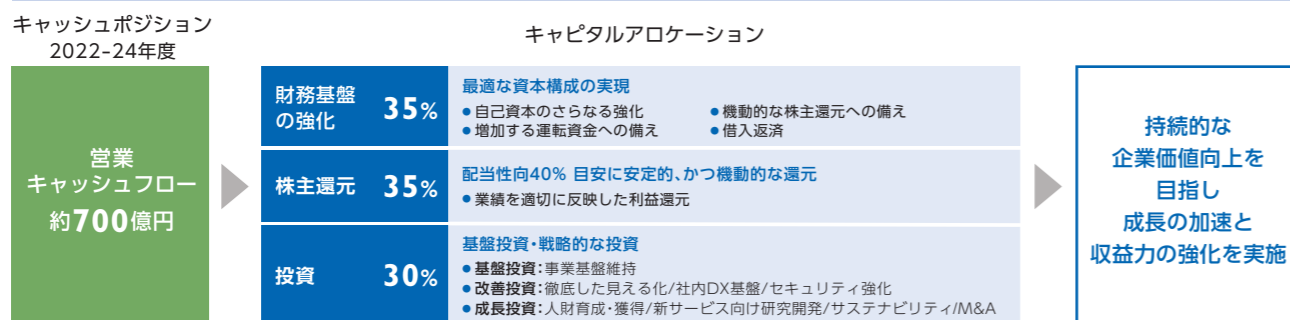 キャッシュポジション
2022-24年度
キャピタルアロケーション
営業
キャッシュフロー
約700億円
財務基盤
の強化
35%
最適な資本構成の実現
●自己資本のさらなる強化
●機動的な株主還元への備え
●増加する運転資金への備え
●借入返済
株主還元
35%
配当性向40% 目安に安定的、かつ機動的な還元
●業績を適切に反映した利益還元
投資
30%
基盤投資・戦略的な投資
●基盤投資:事業基盤維持
●改善投資:徹底した見える化/社内DX基盤/セキュリティ強化
●成長投資:人財育成・獲得/新サービス向け研究開発/サステナビリティ/M&A
持続的な
企業価値向上を
目指し
成長の加速と
収益力の強化を実施